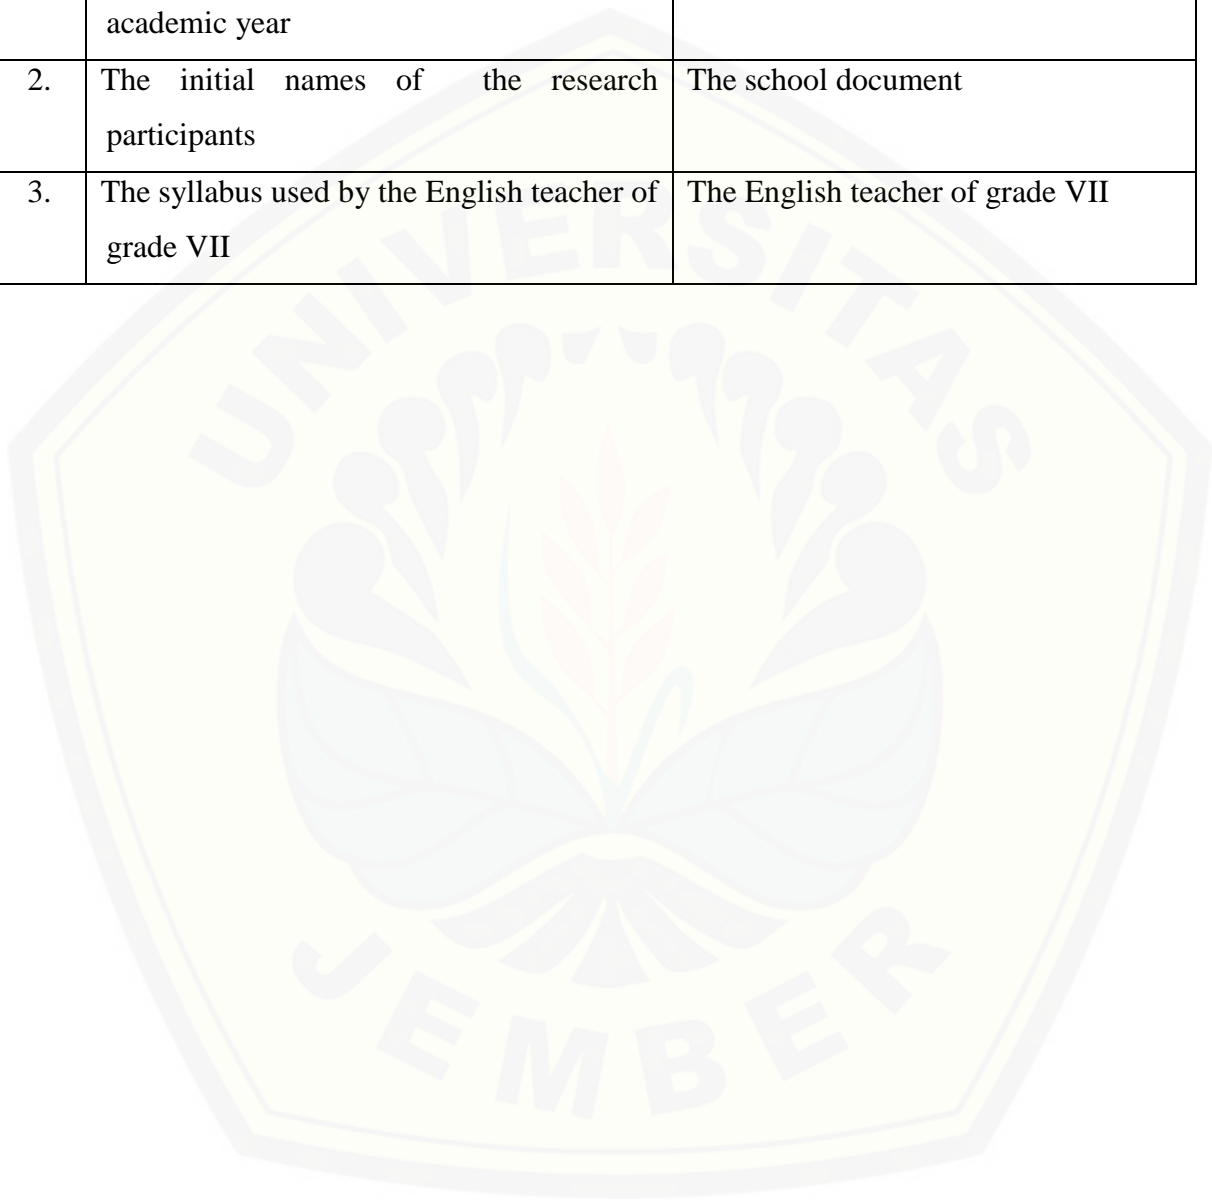 academic year
2. The initial names of the research The school document
participants
3. The syllabus used by the English teacher of The English teacher of grade VII
grade VII
UNIVERSITAS
JEMBER